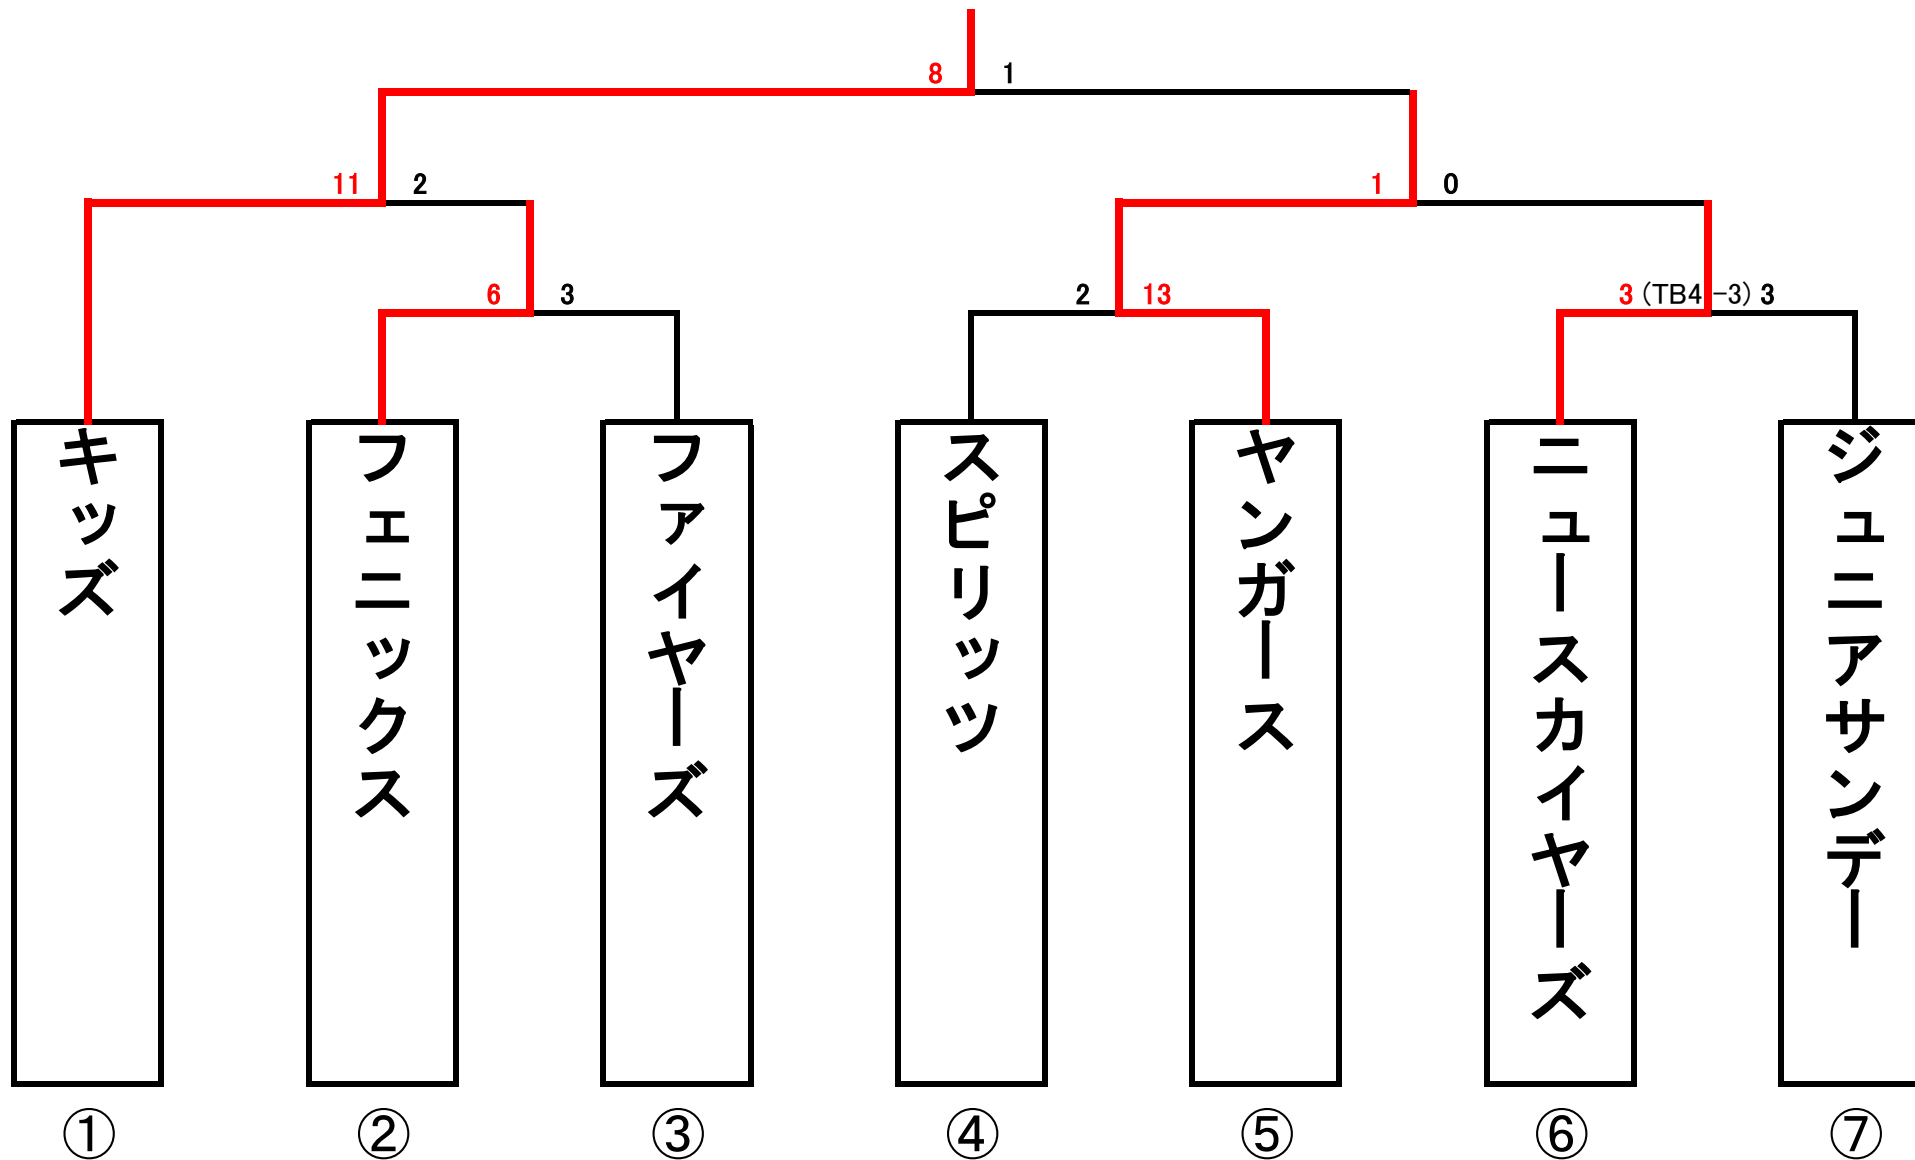 8 1
11 2
1 0
6 3
2 13
3 (TB4 -3) 3
キッズ
フェニックス
ファイヤーズ
スピリッツ
ヤンガース
ニュースカイヤーズ
ジュニアサンデー
① ② ③ ④ ⑤ ⑥ ⑦